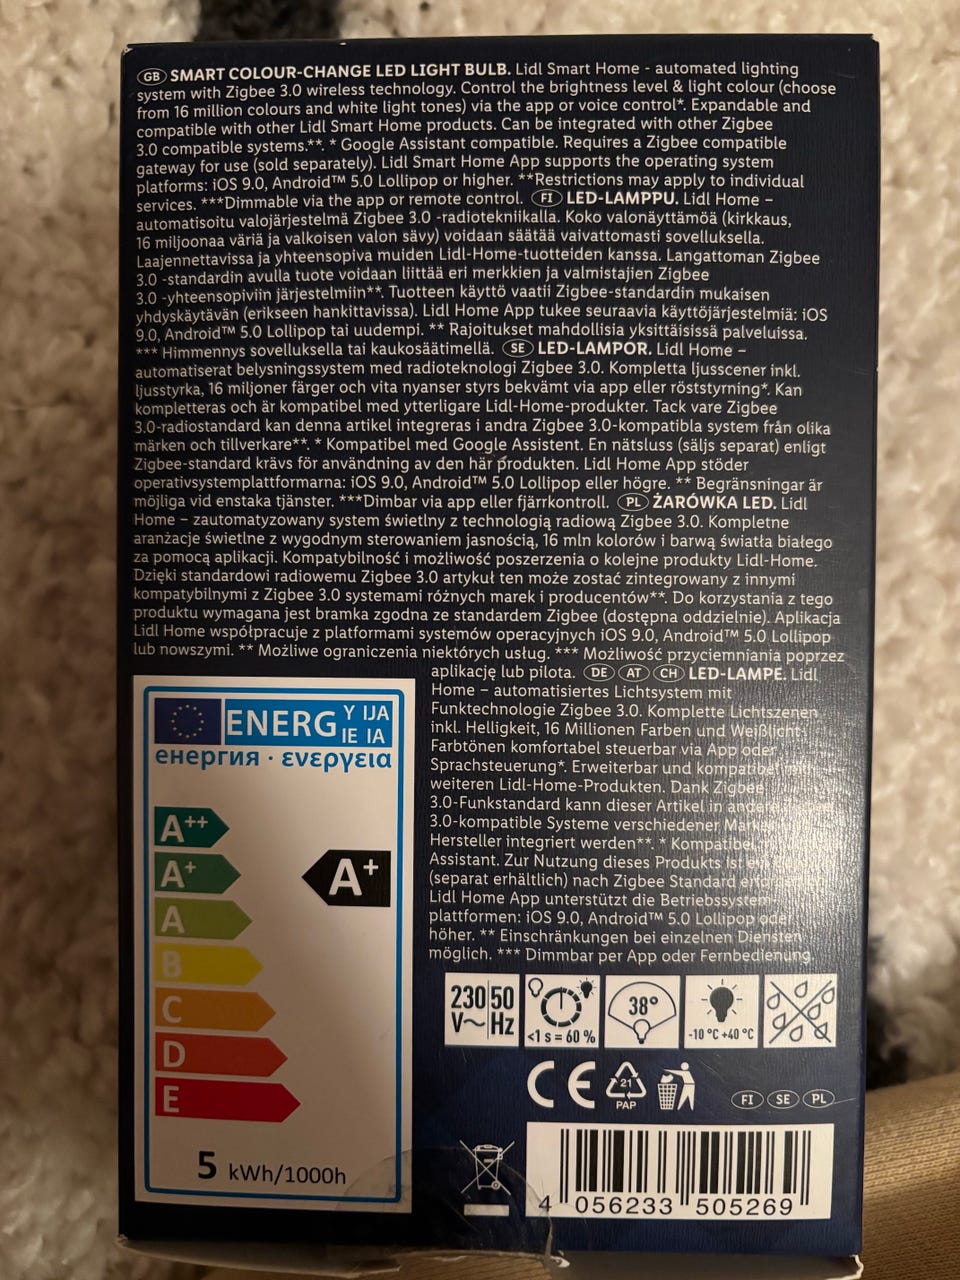 GB SMART COLOUR-CHANGE LED LIGHT BULB. Lidl Smart Home - automated lighting
system with Zigbee 3.0 wireless technology. Control the brightness level & light colour (choose
from 16 million colours and white light tones) via the app or voice control*. Expandable and
compatible with other Lidl Smart Home products. Can be integrated with other Zigbee
3.0 compatible systems.**. * Google Assistant compatible. Requires a Zigbee compatible
gateway for use (sold separately). Lidl Smart Home App supports the operating system
platforms: iOS 9.0, Android™ 5.0 Lollipop or higher. **Restrictions may apply to individual
services. ***Dimmable via the app or remote control. FI LED-LAMPPU. Lidl Home –
automatisoitu valojärjestelmä Zigbee 3.0 -radiotekniikalla. Koko valonäyttämöä (kirkkaus,
16 miljoonaa väriä ja valkoisen valon sävy) voidaan säätää vaivattomasti sovelluksella.
Laajennettavissa ja yhteensopiva muiden Lidl-Home-tuotteiden kanssa. Langattoman Zigbee
3.0 -standardin avulla tuote voidaan liittää eri merkkien ja valmistajien Zigbee
3.0 -yhteensopiviin järjestelmiin**. Tuotteen käyttö vaatii Zigbee-standardin mukaisen
yhdyskäytävän (erikseen hankittavissa). Lidl Home App tukee seuraavia käyttöjärjestelmiä: iOS
9.0, Android™ 5.0 Lollipop tai uudempi. ** Rajoitukset mahdollisia yksittäisissä palveluissa.
*** Himmennys sovelluksella tai kaukosäätimellä. SE LED-LAMPOR. Lidl Home –
automatiserat belysningssystem med radioteknologi Zigbee 3.0. Kompletta ljusscener inkl.
ljusstyrka, 16 miljoner färger och vita nyanser styrs bekvämt via app eller röststyrning*. Kan
kompletteras och är kompatibel med ytterligare Lidl-Home-produkter. Tack vare Zigbee
3.0-radiostandard kan denna artikel integreras i andra Zigbee 3.0-kompatibla system från olika
märken och tillverkare**. * Kompatibel med Google Assistent. En nätsluss (säljs separat) enligt
Zigbee-standard krävs för användning av den här produkten. Lidl Home App stöder
operativsystemplattformarna: iOS 9.0, Android™ 5.0 Lollipop eller högre. ** Begränsningar är
möjliga vid enstaka tjänster. ***Dimbar via app eller fjärrkontroll. PL ŻARÓWKA LED. Lidl
Home – zautomatyzowany system świetlny z technologią radiową Zigbee 3.0. Kompletne
aranżacje świetlne z wygodnym sterowaniem jasnością, 16 mln kolorów i barwą światła białego
za pomocą aplikacji. Kompatybilność i możliwość poszerzenia o kolejne produkty Lidl-Home.
Dzięki standardowi radiowemu Zigbee 3.0 artykuł ten może zostać zintegrowany z innymi
kompatybilnymi z Zigbee 3.0 systemami różnych marek i producentów**. Do korzystania z tego
produktu wymagana jest bramka zgodna ze standardem Zigbee (dostępna oddzielnie). Aplikacja
Lidl Home współpracuje z platformami systemów operacyjnych iOS 9.0, Android™ 5.0 Lollipop
lub nowszymi. ** Możliwe ograniczenia niektórych usług. *** Możliwość przyciemniania poprzez
aplikację lub pilota. DE AT CH LED-LAMPE. Lidl
Home – automatisiertes Lichtsystem mit
Funktechnologie Zigbee 3.0. Komplette Lichtszenen
inkl. Helligkeit, 16 Millionen Farben und Weißlicht-
Farbtönen komfortabel steuerbar via App oder
Sprachsteuerung*. Erweiterbar und kompatibel mit
weiteren Lidl-Home-Produkten. Dank Zigbee
3.0-Funkstandard kann dieser Artikel in andere
3.0-kompatible Systeme verschiedener
Hersteller integriert werden**. * Kompatibel
Assistant. Zur Nutzung dieses Produkts ist
(separat erhältlich) nach Zigbee Standard
Lidl Home App unterstützt die Betriebssystem-
plattformen: iOS 9.0, Android™ 5.0 Lollipop oder
höher. ** Einschränkungen bei einzelnen Diensten
möglich. *** Dimmbar per App oder Fernbedienung.
ENERG Y IJA
IE IA
енергия · ενεργεια
A++
A+
A+
A
B
C
D
E
5 kWh/1000h
230 V~ 50 Hz
<1 s = 60 %
38°
-10 °C +40 °C
CE
21
PAP
FI SE PL
4 056233 505269